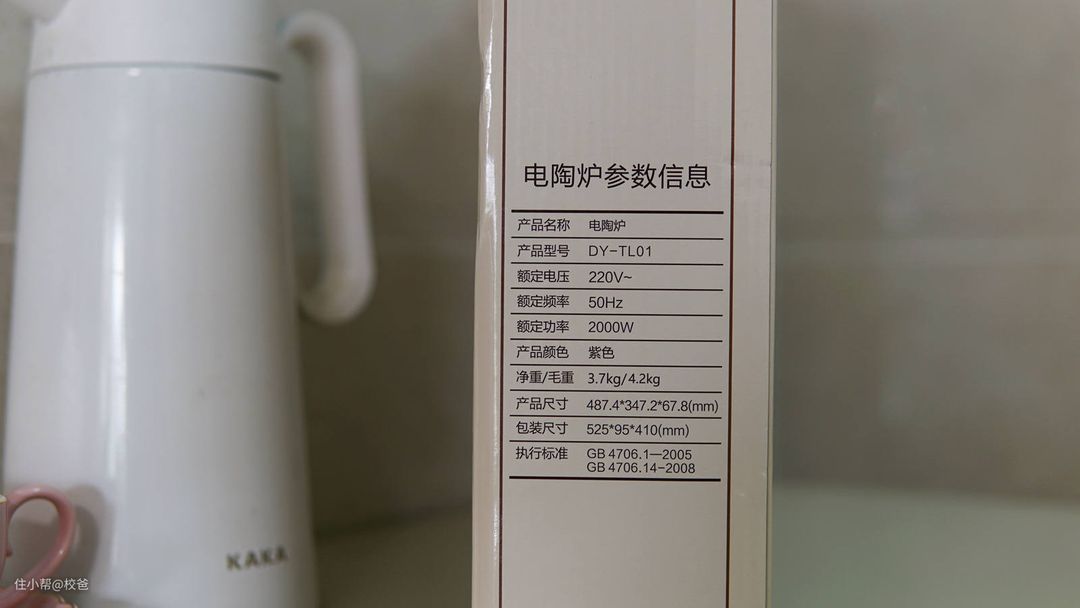 电陶炉参数信息
产品名称 电陶炉
产品型号 DY-TL01
额定电压 220V~
额定频率 50Hz
额定功率 2000W
产品颜色 紫色
净重/毛重 3.7kg/4.2kg
产品尺寸 487.4*347.2*67.8(mm)
包装尺寸 525*95*410(mm)
执行标准 GB 4706.1—2005
GB 4706.14-2008
KAKA
住小帮@校爸